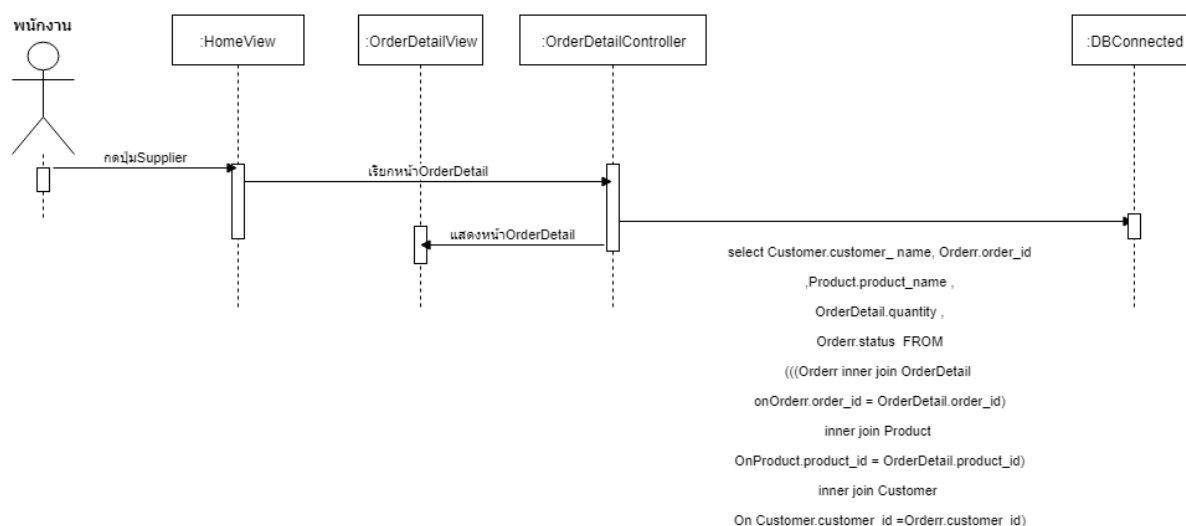 พนักงาน
:HomeView
:OrderDetailView
:OrderDetailController
:DBConnected
กดปุ่มSupplier
เรียกหน้าOrderDetail
แสดงหน้าOrderDetail
select Customer.customer_ name, Orderr.order_id
,Product.product_name ,
OrderDetail.quantity ,
Orderr.status  FROM
(((Orderr inner join OrderDetail
onOrderr.order_id = OrderDetail.order_id)
inner join Product
OnProduct.product_id = OrderDetail.product_id)
inner join Customer
On Customer.customer_id =Orderr.customer_id)